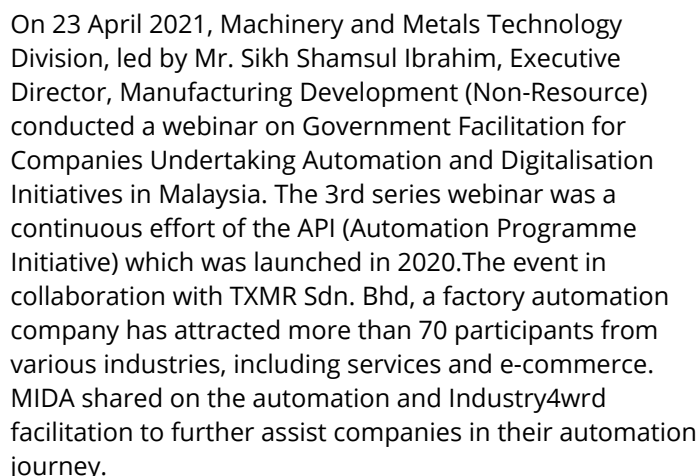 On 23 April 2021, Machinery and Metals Technology
Division, led by Mr. Sikh Shamsul Ibrahim, Executive
Director, Manufacturing Development (Non-Resource)
conducted a webinar on Government Facilitation for
Companies Undertaking Automation and Digitalisation
Initiatives in Malaysia. The 3rd series webinar was a
continuous effort of the API (Automation Programme
Initiative) which was launched in 2020.The event in
collaboration with TXMR Sdn. Bhd, a factory automation
company has attracted more than 70 participants from
various industries, including services and e-commerce.
MIDA shared on the automation and Industry4wrd
facilitation to further assist companies in their automation
journey.